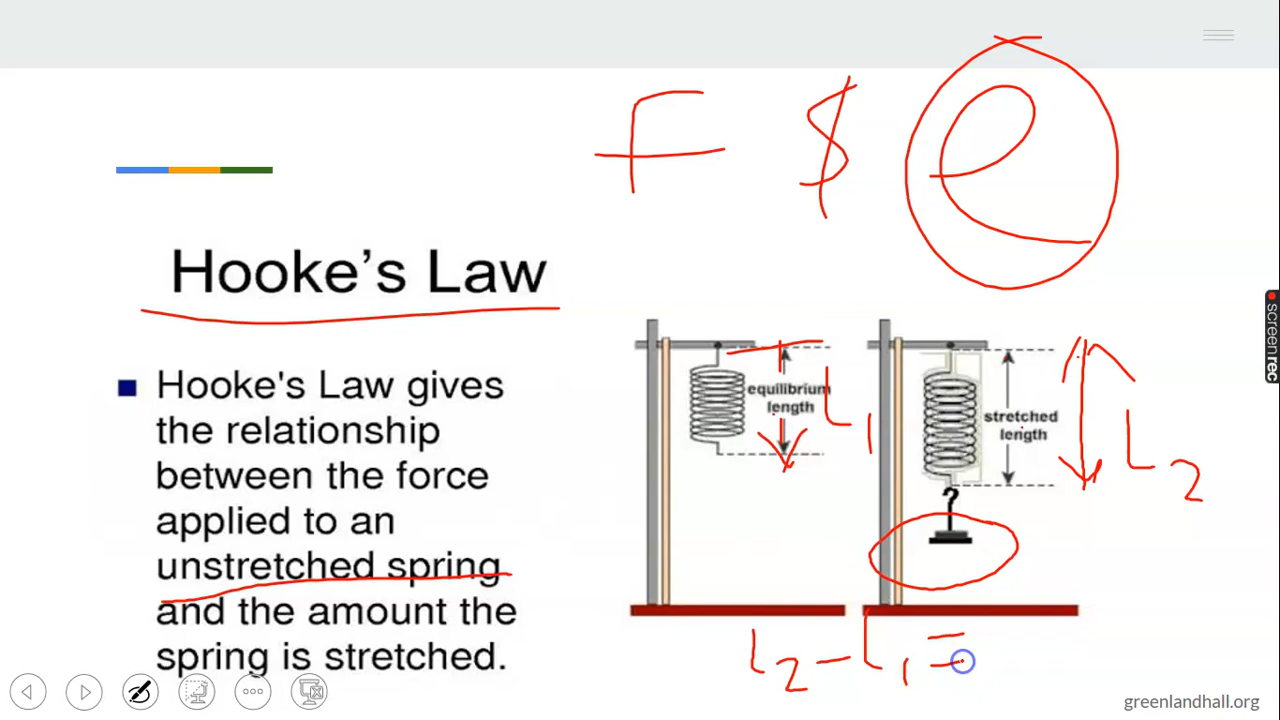 F $ e
Hooke's Law
Hooke's Law gives
the relationship
between the force
applied to an
unstretched spring
and the amount the
spring is stretched.
equilibrium
length
L1
stretched
length
L2
?
L2 - L1 =
screenrec
greenlandhall.org